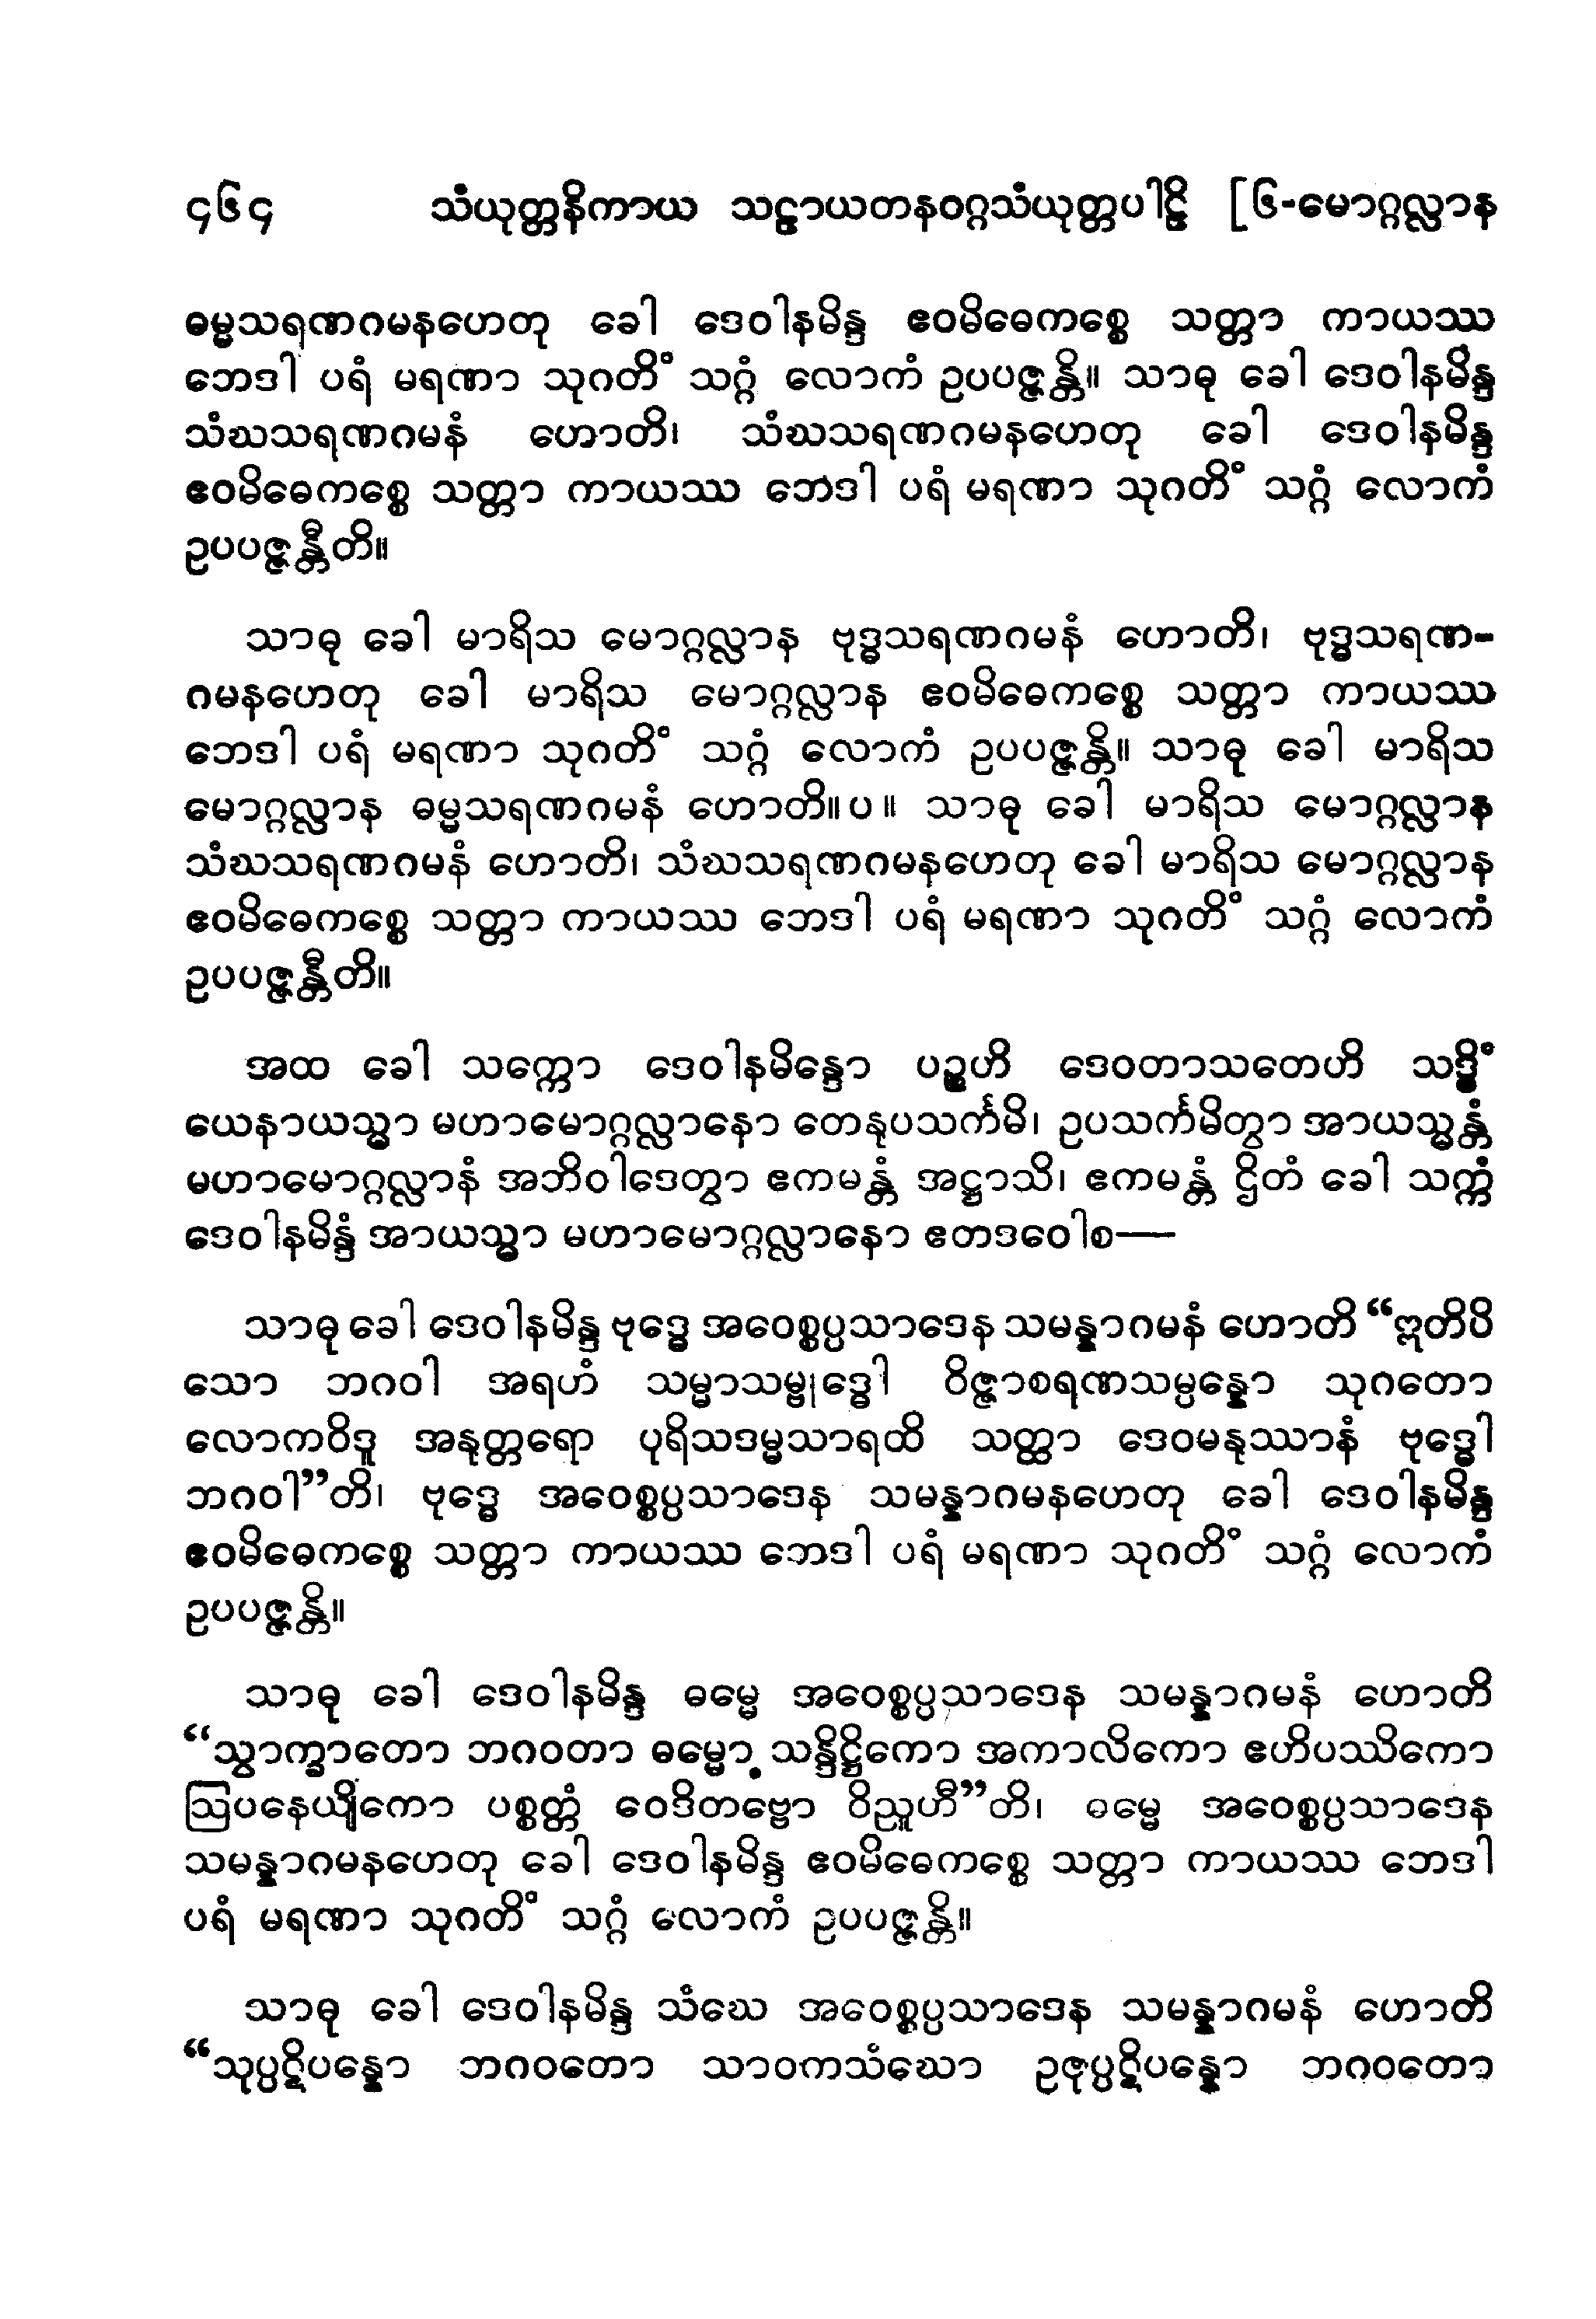 ၄၆၄ သံယုတ္တနိကာယ သဠာယတနဝဂ္ဂသံယုတ္တပါဠိ [၆-မောဂ္ဂလ္လာန
ဓမ္မသရဏဂမနဟေတု ခေါ ဒေဝါနမိန္ဒ ဧဝမိဓေကစ္စေ သတ္တာ ကာယဿ
ဘေဒါ ပရံ မရဏာ သုဂတိံ သဂ္ဂံ လောကံ ဥပပဇ္ဇန္တိ။ သာဓု ခေါ ဒေဝါနမိန္ဒ
သံဃသရဏဂမနံ ဟောတိ၊ သံဃသရဏဂမနဟေတု ခေါ ဒေဝါနမိန္ဒ
ဧဝမိဓေကစ္စေ သတ္တာ ကာယဿ ဘေဒါ ပရံ မရဏာ သုဂတိံ သဂ္ဂံ လောကံ
ဥပပဇ္ဇန္တီတိ။
သာဓု ခေါ မာရိသ မောဂ္ဂလ္လာန ဗုဒ္ဓသရဏဂမနံ ဟောတိ၊ ဗုဒ္ဓသရဏ-
ဂမနဟေတု ခေါ မာရိသ မောဂ္ဂလ္လာန ဧဝမိဓေကစ္စေ သတ္တာ ကာယဿ
ဘေဒါ ပရံ မရဏာ သုဂတိံ သဂ္ဂံ လောကံ ဥပပဇ္ဇန္တိ။ သာဓု ခေါ မာရိသ
မောဂ္ဂလ္လာန ဓမ္မသရဏဂမနံ ဟောတိ။ပ။ သာဓု ခေါ မာရိသ မောဂ္ဂလ္လာန
သံဃသရဏဂမနံ ဟောတိ၊ သံဃသရဏဂမနဟေတု ခေါ မာရိသ မောဂ္ဂလ္လာန
ဧဝမိဓေကစ္စေ သတ္တာ ကာယဿ ဘေဒါ ပရံ မရဏာ သုဂတိံ သဂ္ဂံ လောကံ
ဥပပဇ္ဇန္တီတိ။
အထ ခေါ သက္ကော ဒေဝါနမိန္ဒော ပဉ္စဟိ ဒေဝတာသတေဟိ သဒ္ဓိံ
ယေနာယသ္မာ မဟာမောဂ္ဂလ္လာနော တေနုပသင်္ကမိ၊ ဥပသင်္ကမိတွာ အာယသ္မန္တံ
မဟာမောဂ္ဂလ္လာနံ အဘိဝါဒေတွာ ဧကမန္တံ အဋ္ဌာသိ၊ ဧကမန္တံ ဌိတံ ခေါ သက္ကံ
ဒေဝါနမိန္ဒံ အာယသ္မာ မဟာမောဂ္ဂလ္လာနော ဧတဒဝေါစ—
သာဓု ခေါ ဒေဝါနမိန္ဒ ဗုဒ္ဓေ အဝေစ္စပ္ပသာဒေန သမန္နာဂမနံ ဟောတိ “ဣတိပိ
သော ဘဂဝါ အရဟံ သမ္မာသမ္ဗုဒ္ဓေါ ဝိဇ္ဇာစရဏသမ္ပန္နော သုဂတော
လောကဝိဒူ အနုတ္တရော ပုရိသဒမ္မသာရထိ သတ္ထာ ဒေဝမနုဿာနံ ဗုဒ္ဓေါ
ဘဂဝါ”တိ၊ ဗုဒ္ဓေ အဝေစ္စပ္ပသာဒေန သမန္နာဂမနဟေတု ခေါ ဒေဝါနမိန္ဒ
ဧဝမိဓေကစ္စေ သတ္တာ ကာယဿ ဘေဒါ ပရံ မရဏာ သုဂတိံ သဂ္ဂံ လောကံ
ဥပပဇ္ဇန္တိ။
သာဓု ခေါ ဒေဝါနမိန္ဒ ဓမ္မေ အဝေစ္စပ္ပသာဒေန သမန္နာဂမနံ ဟောတိ
“သွာက္ခာတော ဘဂဝတာ ဓမ္မော သန္ဒိဋ္ဌိကော အကာလိကော ဧဟိပဿိကော
ဩပနေယျိကော ပစ္စတ္တံ ဝေဒိတဗ္ဗော ဝိညူဟီ”တိ၊ ဓမ္မေ အဝေစ္စပ္ပသာဒေန
သမန္နာဂမနဟေတု ခေါ ဒေဝါနမိန္ဒ ဧဝမိဓေကစ္စေ သတ္တာ ကာယဿ ဘေဒါ
ပရံ မရဏာ သုဂတိံ သဂ္ဂံ လောကံ ဥပပဇ္ဇန္တိ။
သာဓု ခေါ ဒေဝါနမိန္ဒ သံဃေ အဝေစ္စပ္ပသာဒေန သမန္နာဂမနံ ဟောတိ
“သုပ္ပဋိပန္နော ဘဂဝတော သာဝကသံဃော ဥဇုပ္ပဋိပန္နော ဘဂဝတော